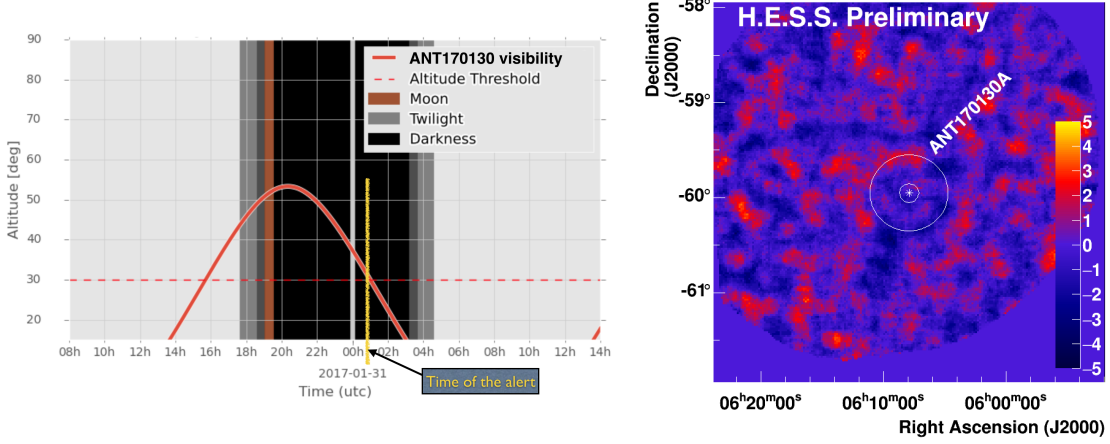 90
80
70
60
50
40
30
20
Altitude [deg]
ANT170130 visibility
Altitude Threshold
Moon
Twilight
Darkness
08h 10h 12h 14h 16h 18h 20h 22h 00h 02h 04h 06h 08h 10h 12h 14h
2017-01-31
Time (utc)
Time of the alert
H.E.S.S. Preliminary
Declination
(J2000)
-58°
-59°
-60°
-61°
ANT170130A
5
4
3
2
1
0
−1
−2
−3
−4
−5
06h20m00s 06h10m00s 06h00m00s
Right Ascension (J2000)